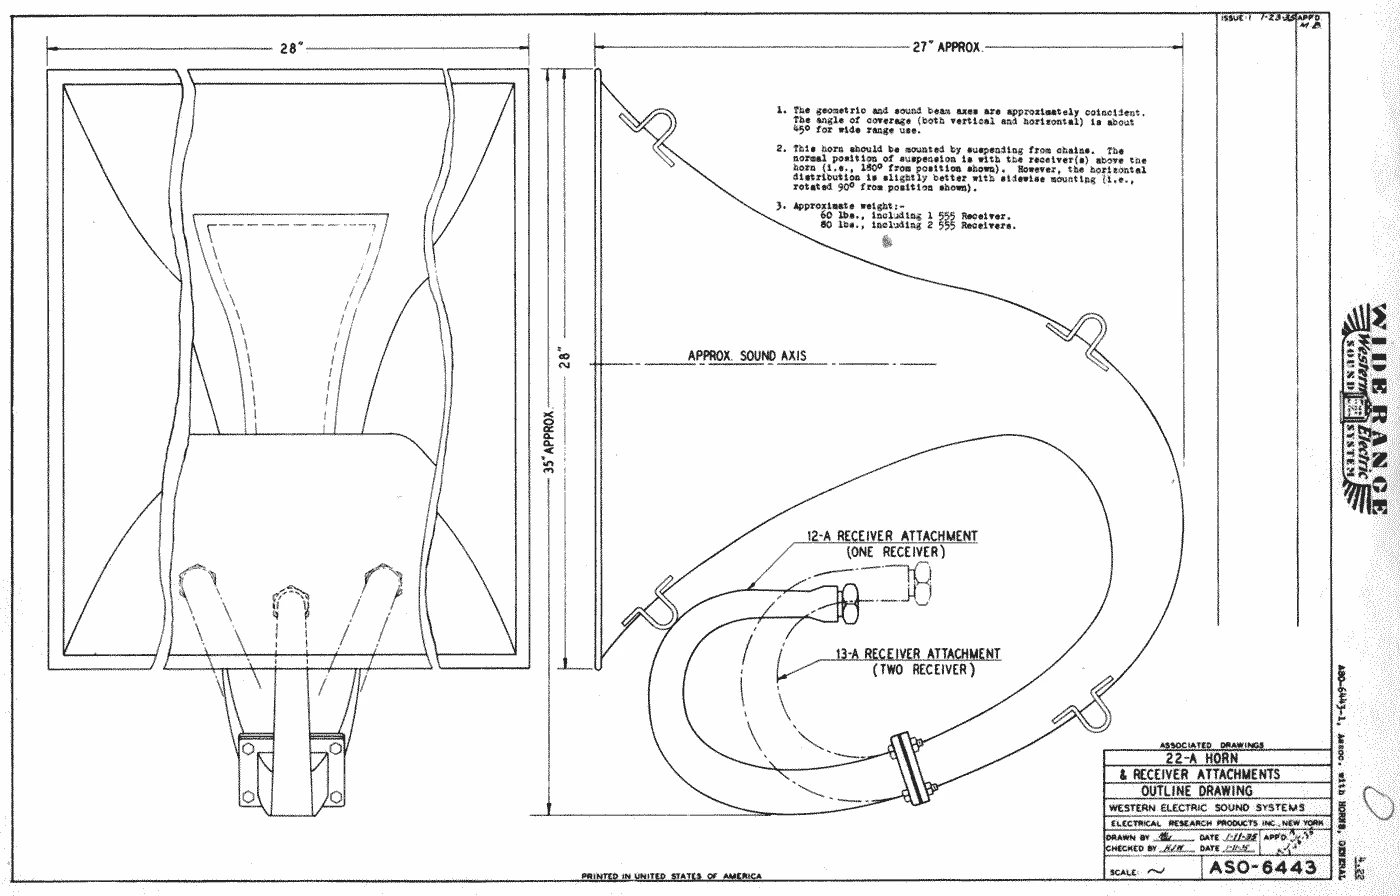 ISSUE 1 1-23-35 APP'D.
M.B.
28"
27" APPROX.
1. The geometric and sound beam axes are approximately coincident.
The angle of coverage (both vertical and horizontal) is about
45° for wide range use.
2. This horn should be mounted by suspending from chains. The
normal position of suspension is with the receiver(s) above the
horn (i.e., 180° from position shown). However, the horizontal
distribution is slightly better with sidewise mounting (i.e.,
rotated 90° from position shown).
3. Approximate weight:-
60 lbs., including 1 555 Receiver.
80 lbs., including 2 555 Receivers.
APPROX. SOUND AXIS
28"
35" APPROX.
12-A RECEIVER ATTACHMENT
(ONE RECEIVER)
13-A RECEIVER ATTACHMENT
(TWO RECEIVER)
WIDE RANGE
Western Electric
SOUND SYSTEM
ASO-6443-1, Assoc. with HORNS, GENERAL
4.22
ASSOCIATED DRAWINGS
22-A HORN
& RECEIVER ATTACHMENTS
OUTLINE DRAWING
WESTERN ELECTRIC SOUND SYSTEMS
ELECTRICAL RESEARCH PRODUCTS INC., NEW YORK
DRAWN BY DATE 1-11-35 APP'D.
CHECKED BY DATE 1-11-35
SCALE: ASO-6443
PRINTED IN UNITED STATES OF AMERICA